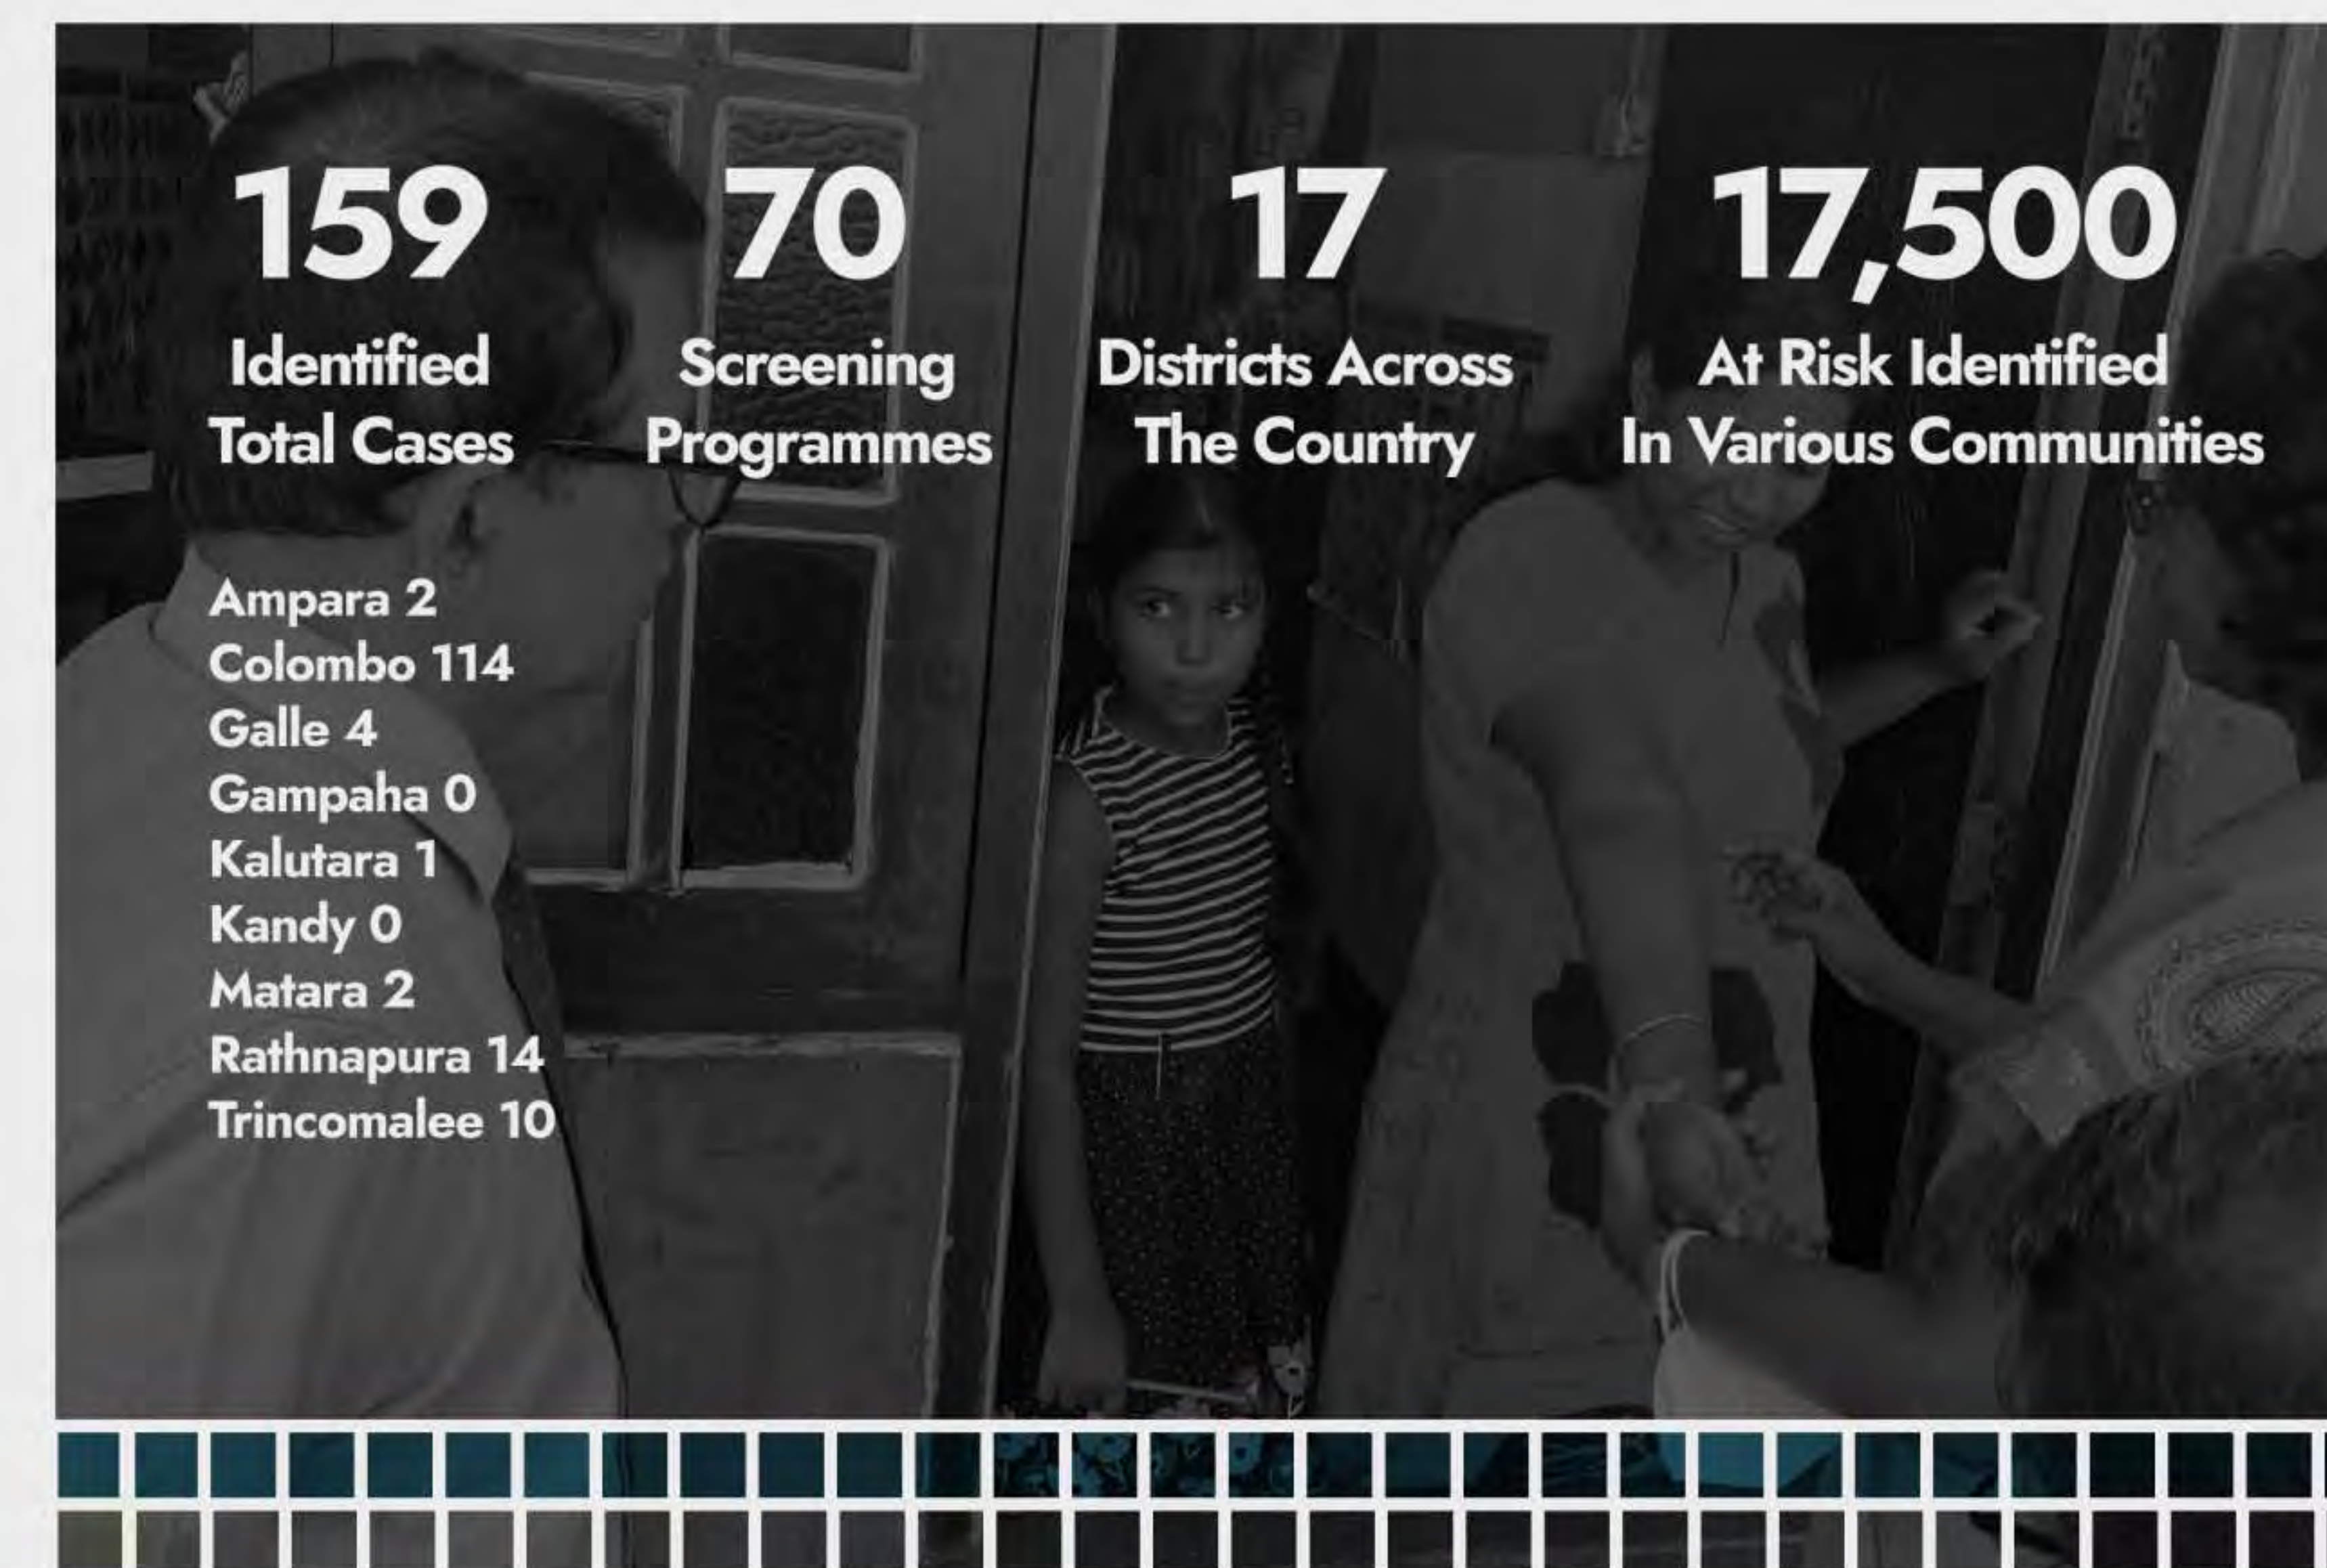 159
Identified
Total Cases
70
Screening
Programmes
17
Districts Across
The Country
17,500
At Risk Identified
In Various Communities
Ampara 2
Colombo 114
Galle 4
Gampaha 0
Kalutara 1
Kandy 0
Matara 2
Rathnapura 14
Trincomalee 10